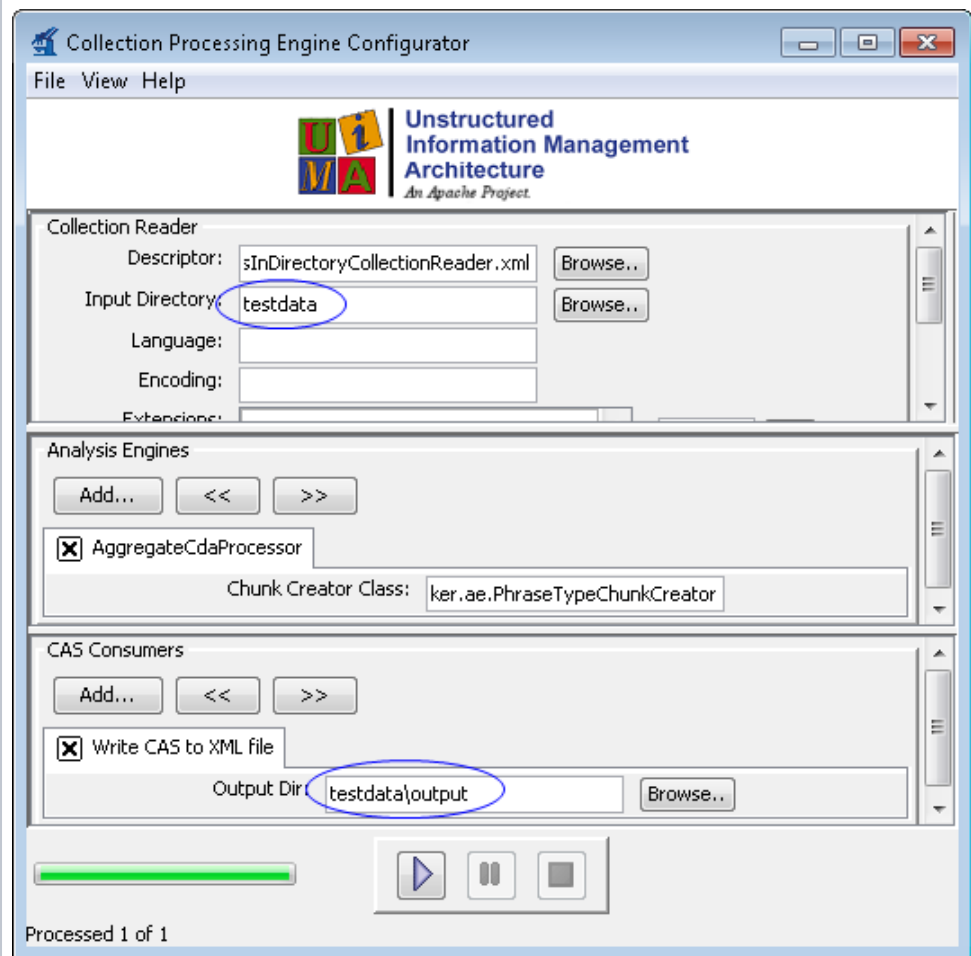 Collection Processing Engine Configurator
File View Help
UIMA
Unstructured
Information Management
Architecture
An Apache Project.
Collection Reader
Descriptor: sInDirectoryCollectionReader.xml Browse..
Input Directory: testdata Browse..
Language:
Encoding:
Extensions:
Analysis Engines
Add... << >>
AggregateCdaProcessor
Chunk Creator Class: ker.ae.PhraseTypeChunkCreator
CAS Consumers
Add... << >>
Write CAS to XML file
Output Dir: testdata\output Browse..
Processed 1 of 1